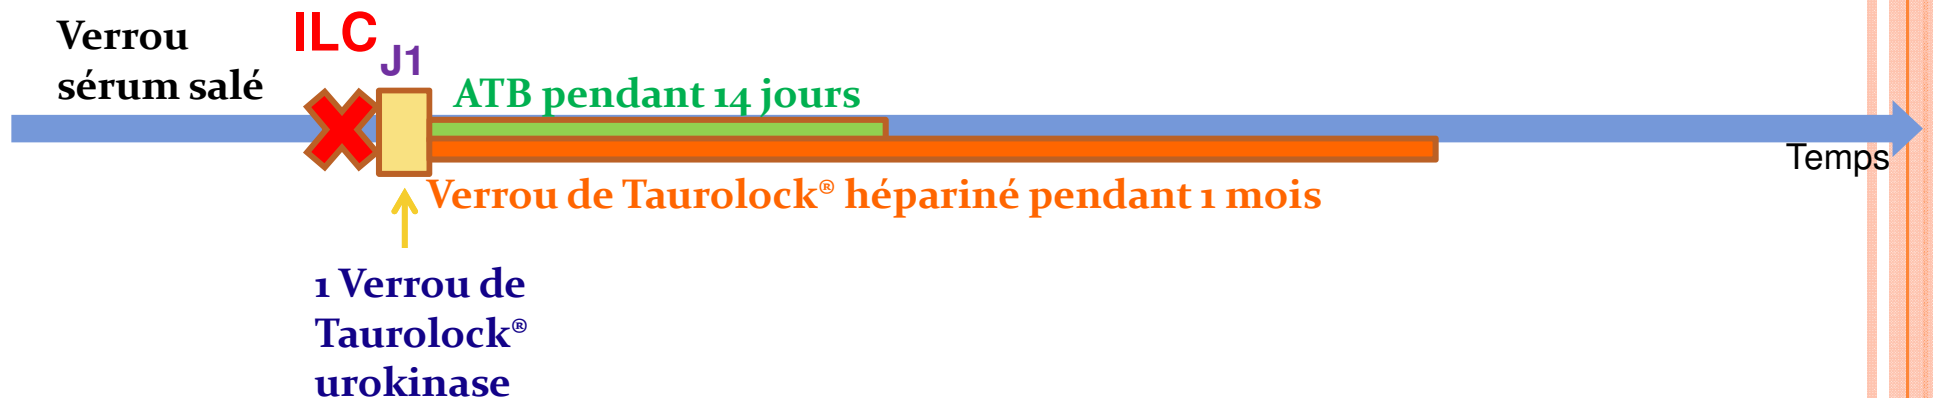 Verrou
sérum salé
ILC
J1
ATB pendant 14 jours
Temps
Verrou de Taurolock® hépariné pendant 1 mois
1 Verrou de
Taurolock®
urokinase